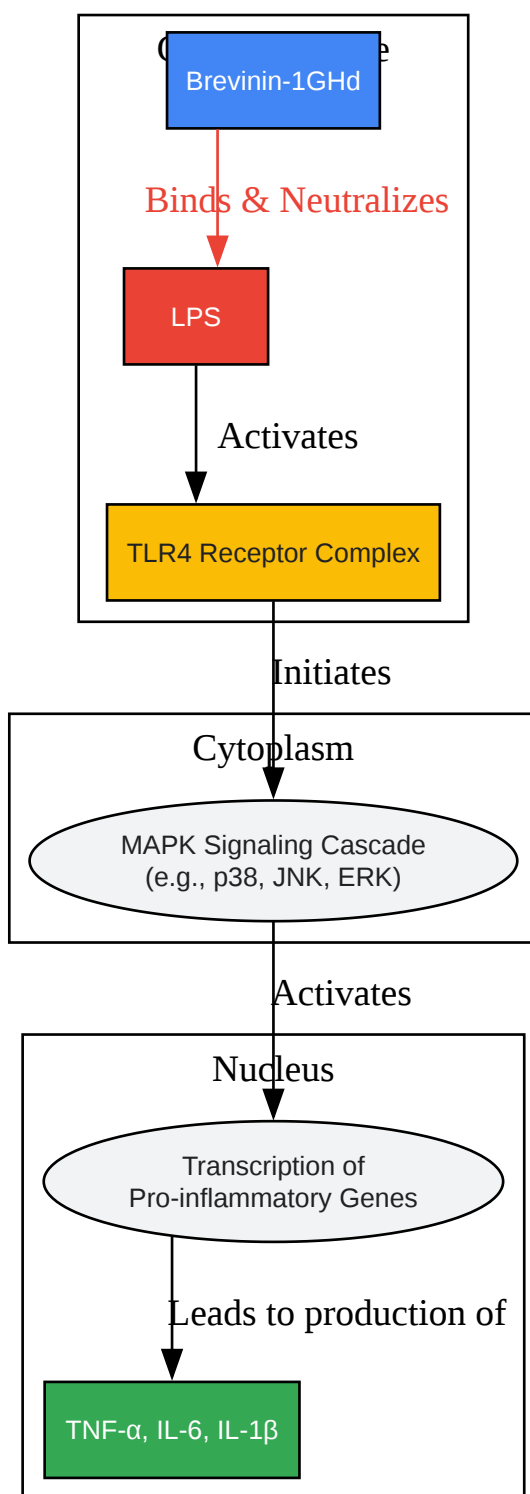 Brevinin-1GHd
Binds & Neutralizes
LPS
Activates
TLR4 Receptor Complex
Initiates
Cytoplasm
MAPK Signaling Cascade
(e.g., p38, JNK, ERK)
Activates
Nucleus
Transcription of
Pro-inflammatory Genes
Leads to production of
TNF-α, IL-6, IL-1β